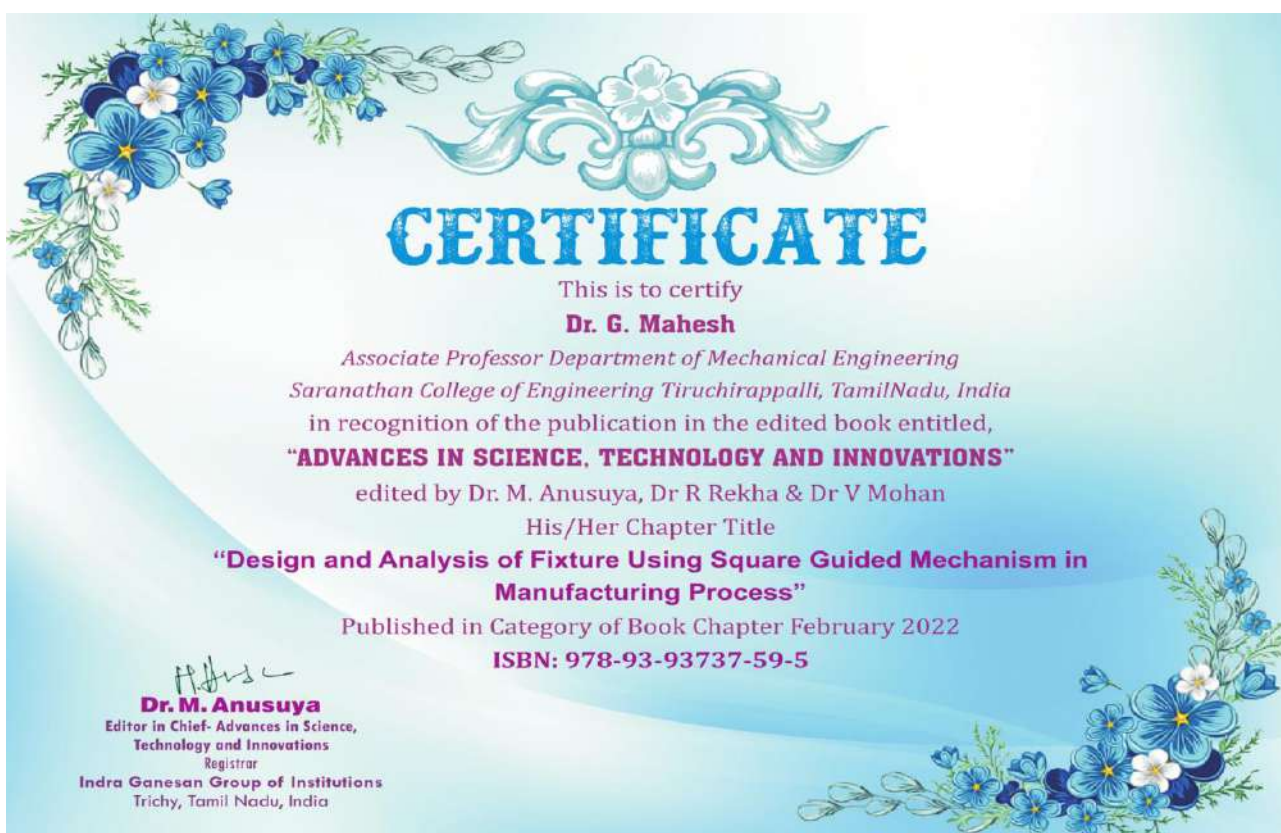 CERTIFICATE
This is to certify
Dr. G. Mahesh
Associate Professor Department of Mechanical Engineering
Saranathan College of Engineering Tiruchirappalli, TamilNadu, India
in recognition of the publication in the edited book entitled,
"ADVANCES IN SCIENCE, TECHNOLOGY AND INNOVATIONS"
edited by Dr. M. Anusuya, Dr R Rekha & Dr V Mohan
His/Her Chapter Title
“Design and Analysis of Fixture Using Square Guided Mechanism in
Manufacturing Process”
Published in Category of Book Chapter February 2022
ISBN: 978-93-93737-59-5
Dr. M. Anusuya
Editor in Chief- Advances in Science,
Technology and Innovations
Registrar
Indra Ganesan Group of Institutions
Trichy, Tamil Nadu, India